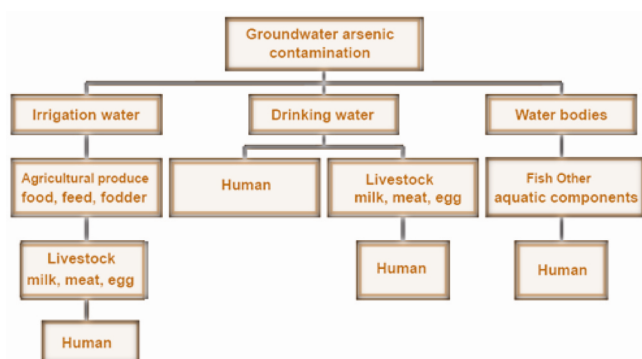 Groundwater arsenic
contamination
Irrigation water
Drinking water
Water bodies
Agricultural produce
food, feed, fodder
Human
Livestock
milk, meat, egg
Fish Other
aquatic components
Livestock
milk, meat, egg
Human
Human
Human